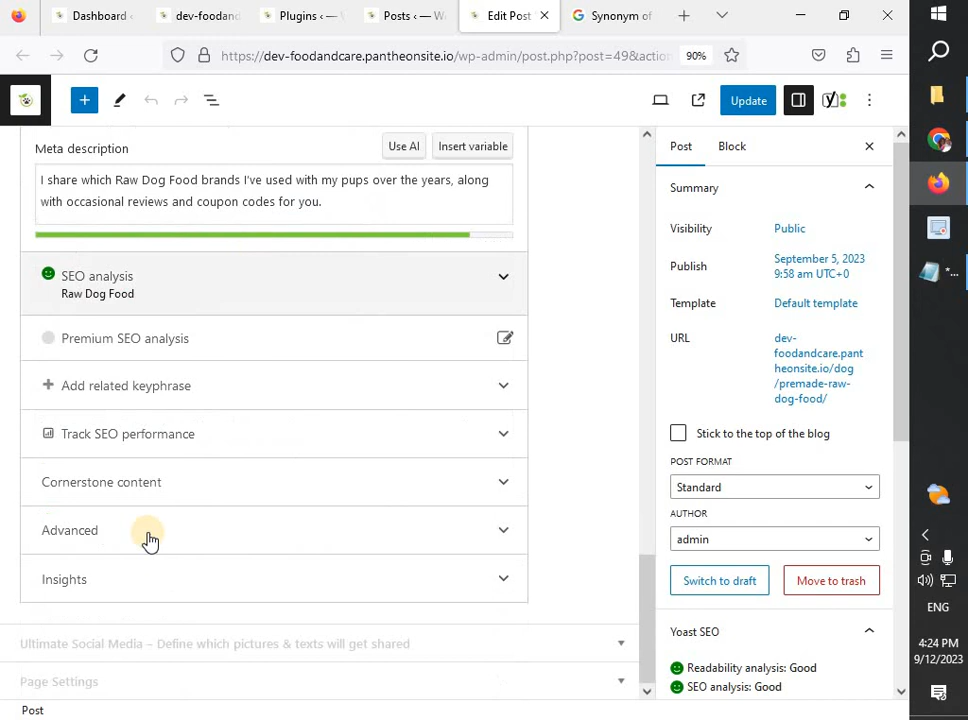 Dashboard
dev-foodand
Plugins ‹ —
Posts ‹ — W
Edit Post
Synonym of
https://dev-foodandcare.pantheonsite.io/wp-admin/post.php?post=49&actio
90%
Update
Meta description
Use AI
Insert variable
I share which Raw Dog Food brands I've used with my pups over the years, along
with occasional reviews and coupon codes for you.
SEO analysis
Raw Dog Food
Premium SEO analysis
Add related keyphrase
Track SEO performance
Cornerstone content
Advanced
Insights
Ultimate Social Media – Define which pictures & texts will get shared
Page Settings
Post
Post
Block
Summary
Visibility
Public
Publish
September 5, 2023
9:58 am UTC+0
Template
Default template
URL
dev-
foodandcare.pant
heonsite.io/dog
/premade-raw-
dog-food/
Stick to the top of the blog
POST FORMAT
Standard
AUTHOR
admin
Switch to draft
Move to trash
Yoast SEO
Readability analysis: Good
SEO analysis: Good
ENG
4:24 PM
9/12/2023